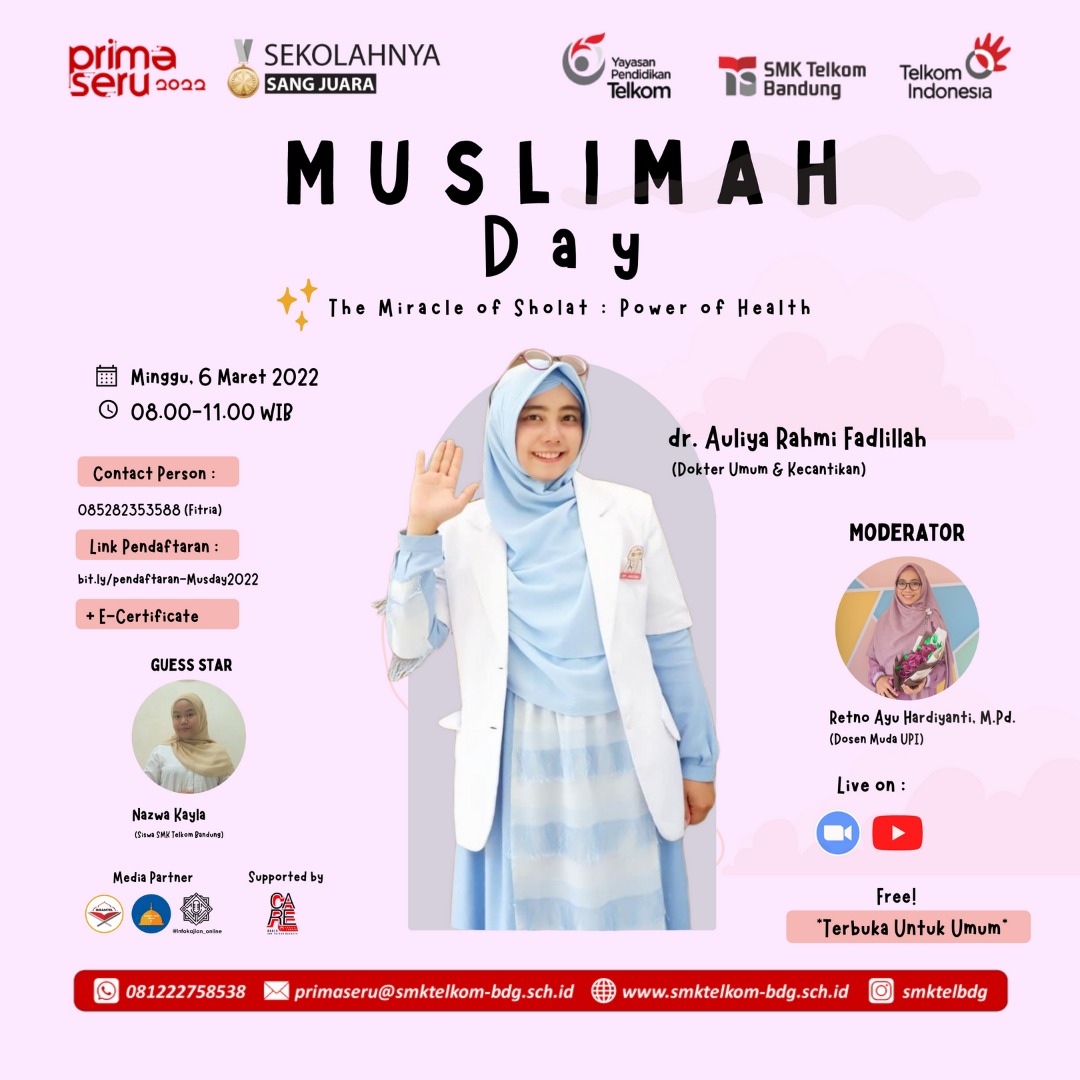 prima
seru 2022
SEKOLAHNYA
SANG JUARA
Yayasan
Pendidikan
Telkom
SMK Telkom
Bandung
Telkom
Indonesia
MUSLIMAH
Day
The Miracle of Sholat : Power of Health
Minggu, 6 Maret 2022
08.00-11.00 WIB
Contact Person :
085282353588 (Fitria)
Link Pendaftaran :
bit.ly/pendaftaran-Musday2022
+ E-Certificate
GUESS STAR
Nazwa Kayla
(Siswa SMK Telkom Bandung)
Media Partner
@infokajian_online
Supported by
CARE
dr. Auliya Rahmi Fadlillah
(Dokter Umum & Kecantikan)
MODERATOR
Retno Ayu Hardiyanti, M.Pd.
(Dosen Muda UPI)
Live on :
Free!
"Terbuka Untuk Umum"
081222758538
primaseru@smktelkom-bdg.sch.id
www.smktelkom-bdg.sch.id
smktelbdg